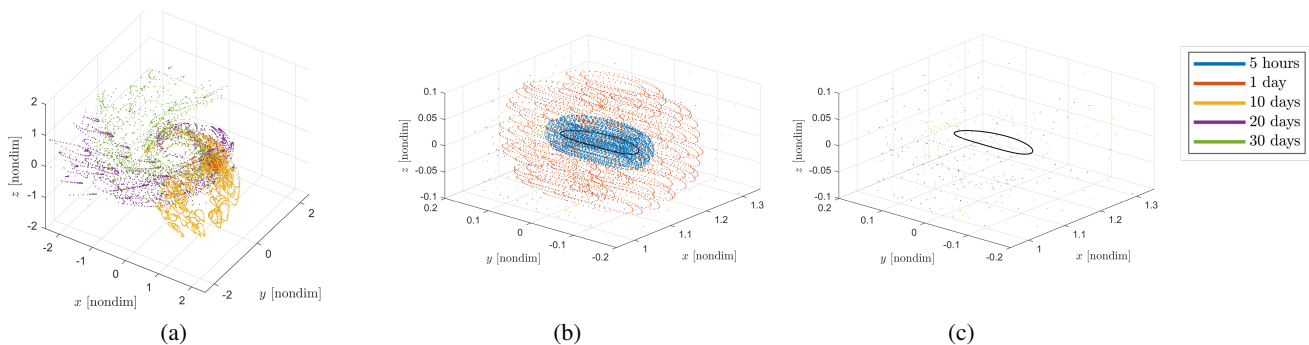 2
1
0
-1
-2
z [nondim]
-2
-1
0
1
2
x [nondim]
-2
0
2
y [nondim]
(a)
0.1
0.05
0
-0.05
-0.1
z [nondim]
0.2
0.1
0
-0.1
-0.2
y [nondim]
1
1.1
1.2
1.3
x [nondim]
(b)
0.1
0.05
0
-0.05
-0.1
z [nondim]
0.2
0.1
0
-0.1
-0.2
y [nondim]
1
1.1
1.2
1.3
x [nondim]
(c)
5 hours
1 day
10 days
20 days
30 days